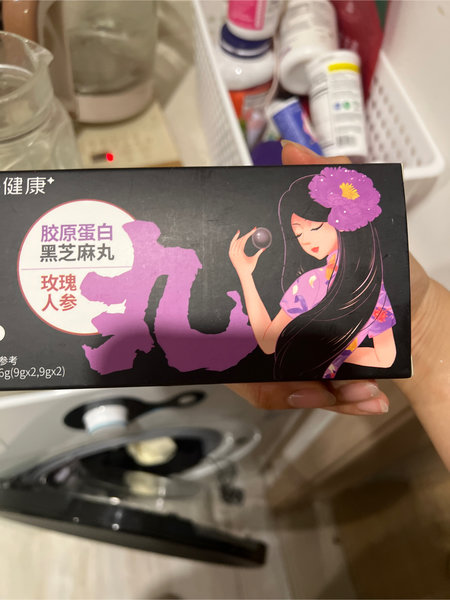 健康
胶原蛋白
黑芝麻丸
玫瑰
人参
丸
参考
6g(9gx2,9gx2)